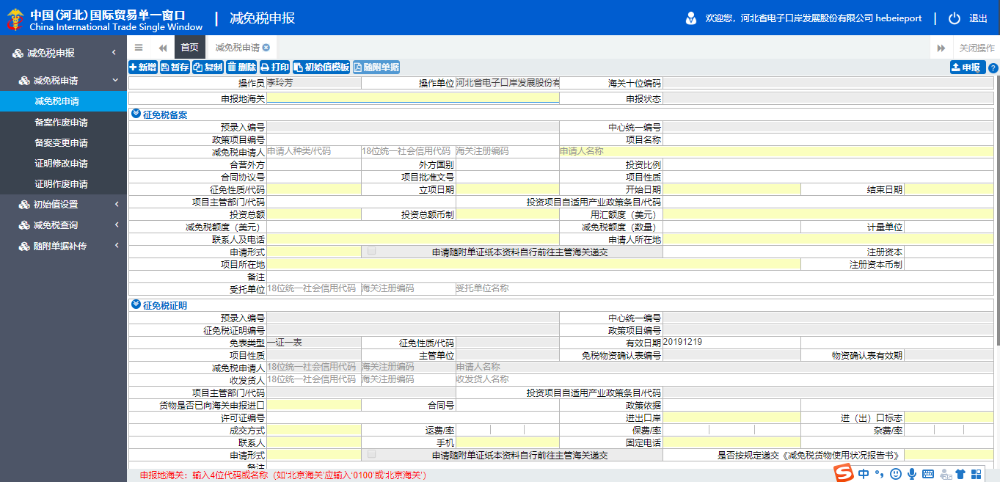 中国(河北)国际贸易单一窗口 | 减免税申报 欢迎您，河北省电子口岸发展股份有限公司 hebeieport | 退出
China International Trade Single Window
减免税申报 首页 减免税申请 关闭操作
新增 暂存 复制 删除 打印 初始值模板 随附单据 申报
减免税申请
减免税申请
备案作废申请
备案变更申请
证明修改申请
证明作废申请
初始值设置
减免税查询
随附单据补传
操作员 李玲芳 操作单位 河北省电子口岸发展股份有 海关十位编码
申报地海关 申报状态
征免税备案
预录入编号 中心统一编号
政策项目编号 项目名称
减免税申请人 申请人种类/代码 18位统一社会信用代码 海关注册编码 申请人名称
合营外方 外方国别 投资比例
合同协议号 项目批准文号 项目性质
征免性质/代码 立项日期 开始日期 结束日期
项目主管部门/代码 投资项目自适用产业政策条目/代码
投资总额 投资总额币制 用汇额度（美元）
减免税额度（美元） 减免税额度（数量） 计量单位
联系人及电话 申请人所在地
申请形式 申请随附单证纸本资料自行前往主管海关递交 注册资本
项目所在地 注册资本币制
备注
受托单位 18位统一社会信用代码 海关注册编码 受托单位名称
征免税证明
预录入编号 中心统一编号
征免税证明编号 政策项目编号
免表类型 一证一表 征免性质/代码 有效日期 20191219
项目性质 主管单位 免税物资确认表编号 物资确认表有效期
减免税申请人 18位统一社会信用代码 海关注册编码 申请人名称
收发货人 18位统一社会信用代码 海关注册编码 收发货人名称
项目主管部门/代码 投资项目自适用产业政策条目/代码
货物是否已向海关申报进口 合同号 政策依据
许可证编号 进出口岸 进（出）口标志
成交方式 运费/率 保费/率 杂费/率
联系人 手机 固定电话
申请形式 申请随附单证纸本资料自行前往主管海关递交 是否按规定递交《减免税货物使用状况报告书》
备注
申报地海关：输入4位代码或名称（如‘北京海关’应输入‘0100’或‘北京海关’）
中